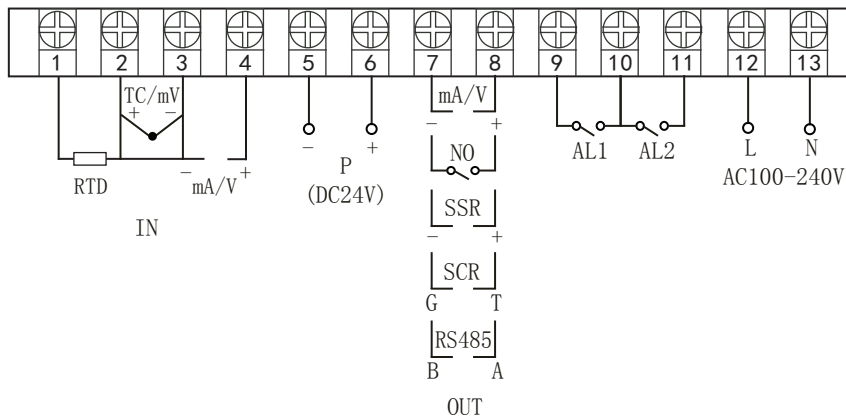 1 2 3 4 5 6 7 8 9 10 11 12 13
TC/mV
+ -
RTD
- mA/V +
IN
- +
P
(DC24V)
mA/V
- +
NO
SSR
- +
SCR
G T
RS485
B A
OUT
AL1 AL2
L N
AC100-240V